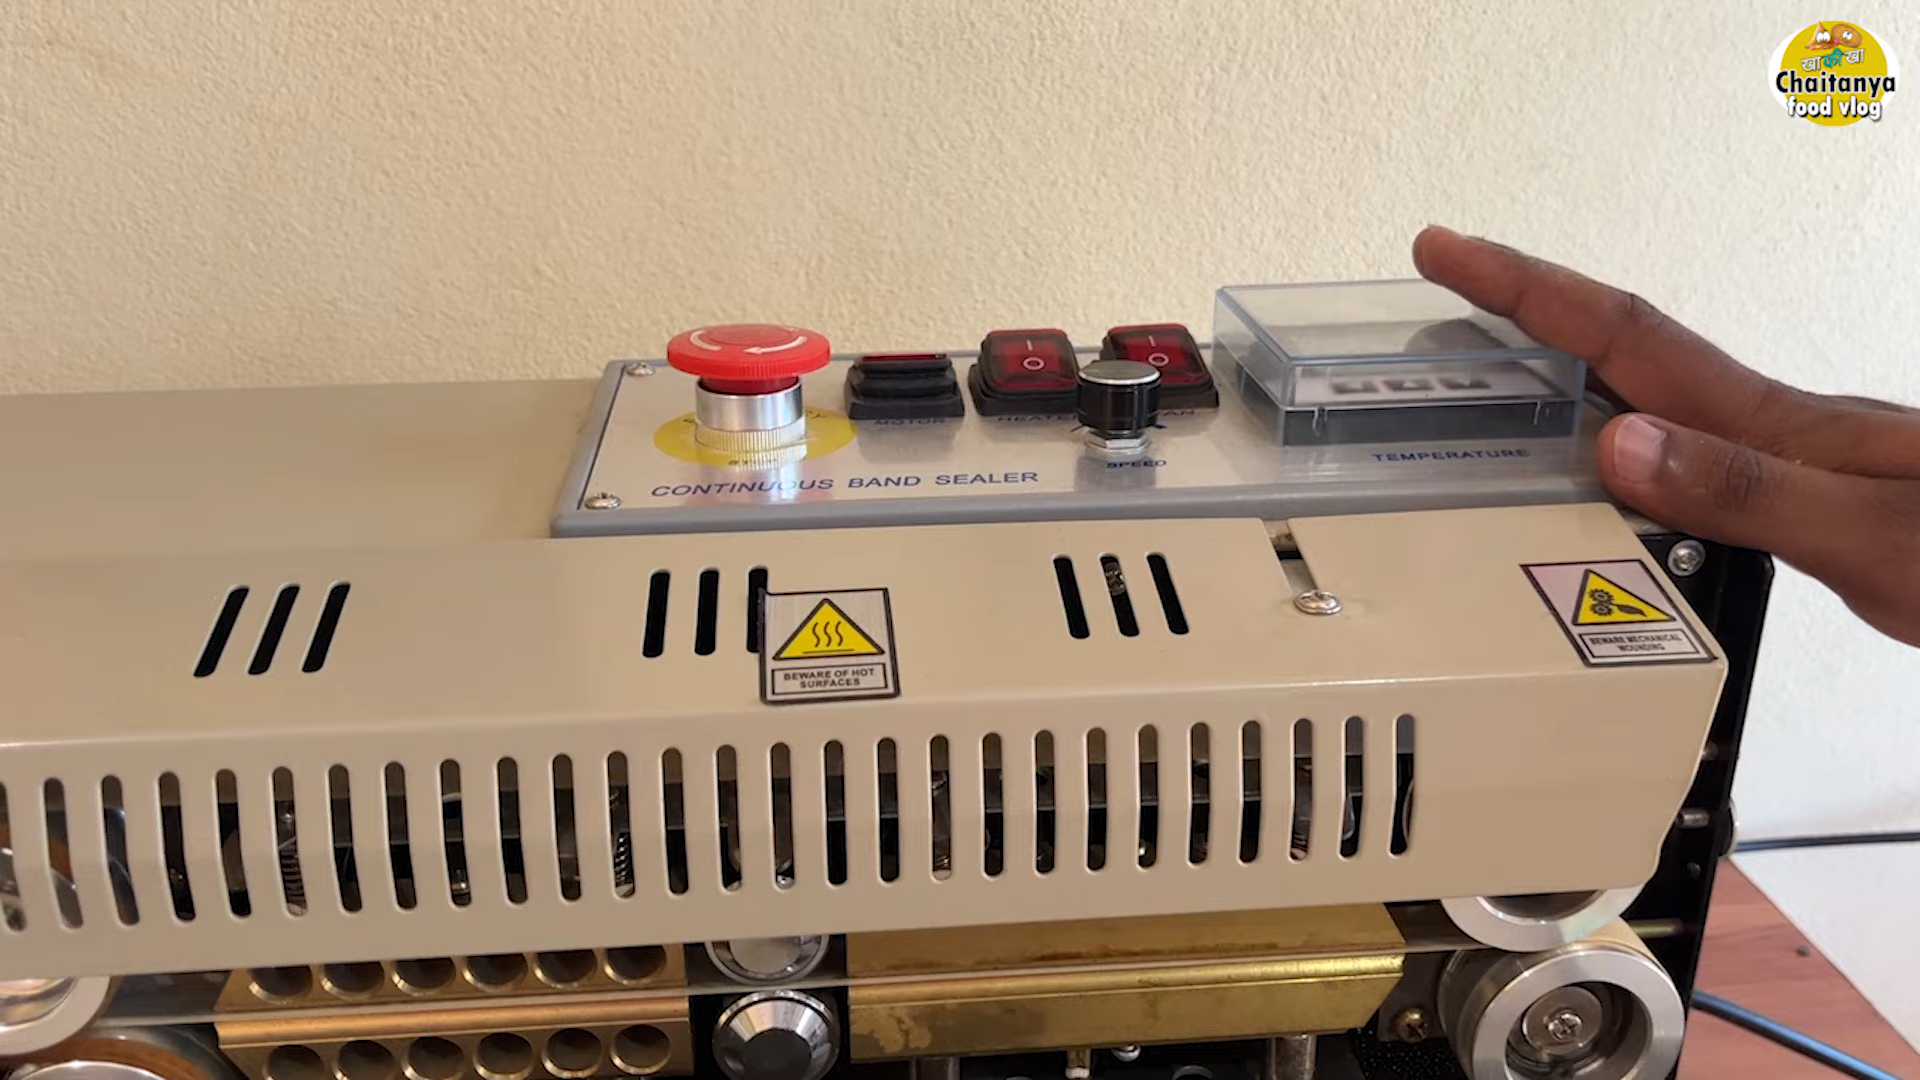 खा की खा
Chaitanya
food vlog
MOTOR
SPEED
TEMPERATURE
CONTINUOUS BAND SEALER
BEWARE OF HOT
SURFACES
BEWARE MECHANICAL
WOUNDING